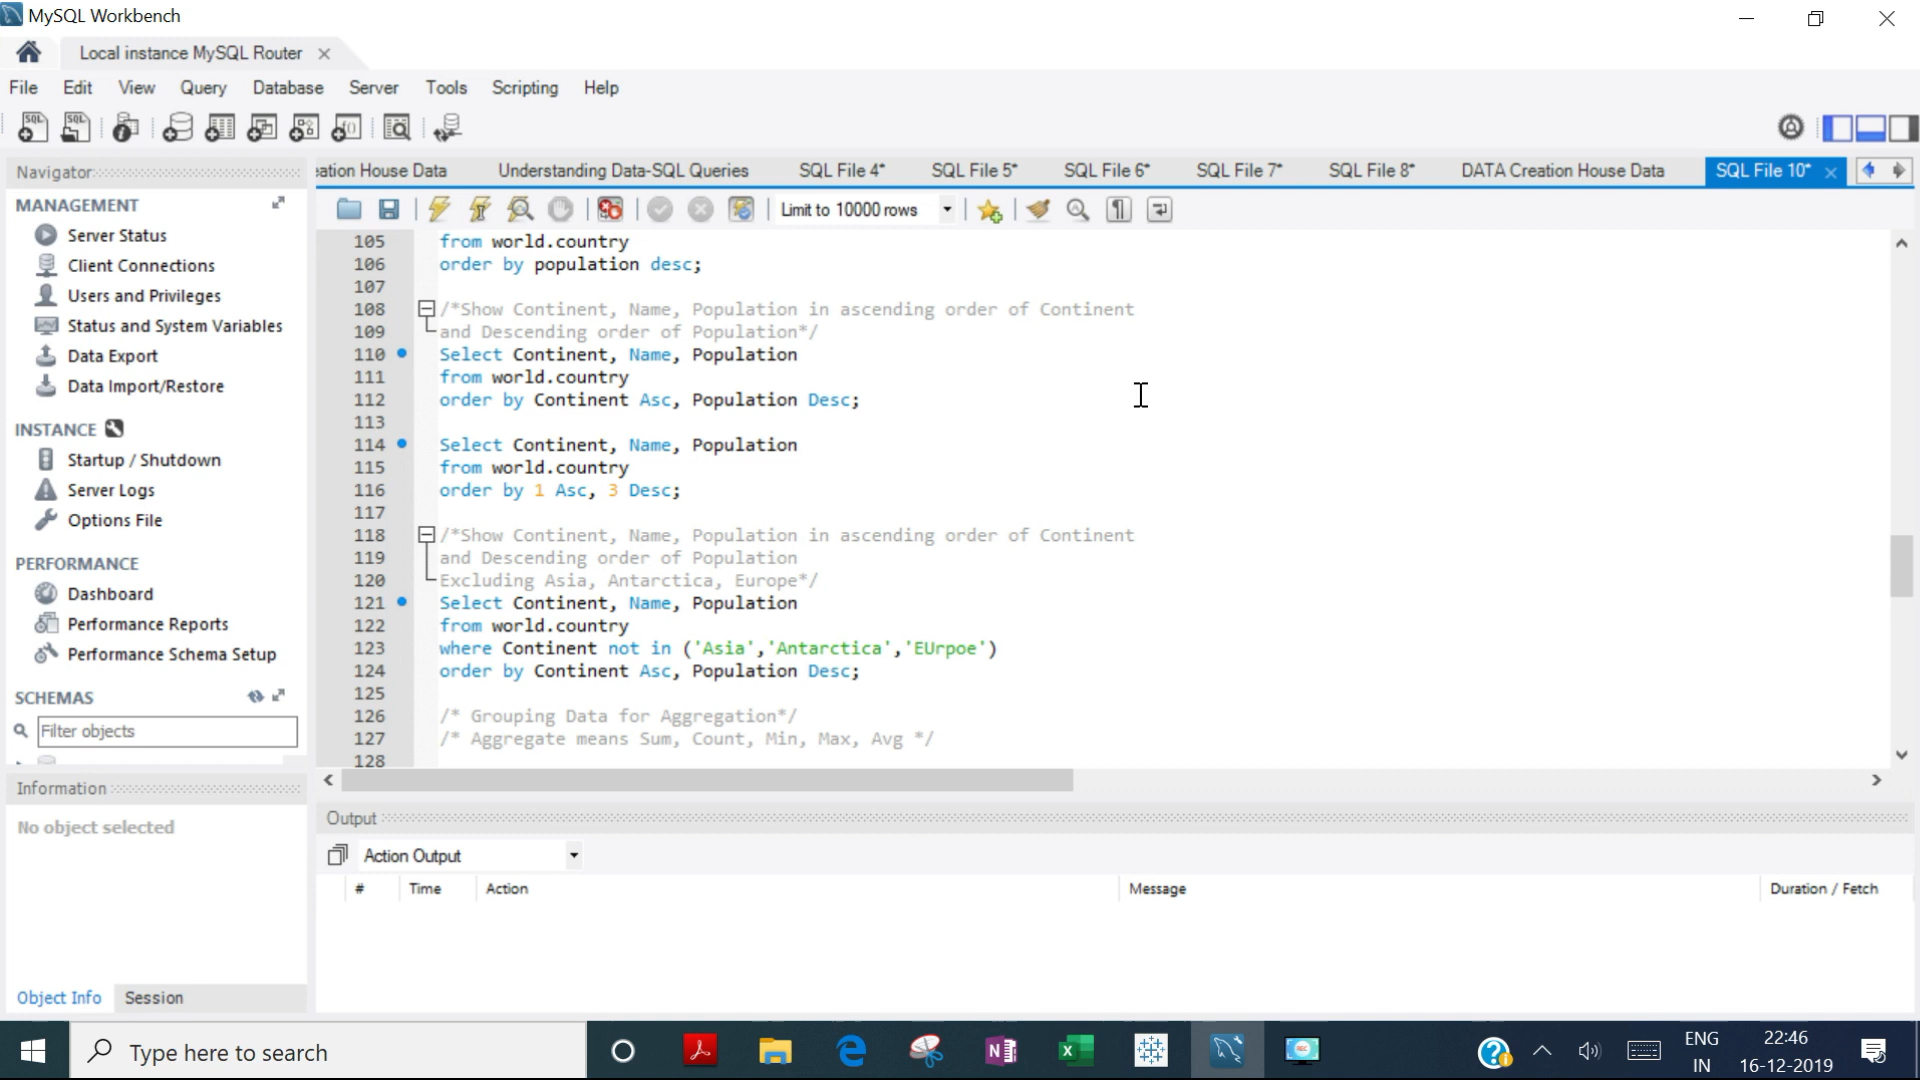 MySQL Workbench
Local instance MySQL Router
File Edit View Query Database Server Tools Scripting Help
Navigator
eation House Data Understanding Data-SQL Queries SQL File 4* SQL File 5* SQL File 6* SQL File 7* SQL File 8* DATA Creation House Data SQL File 10*
Limit to 10000 rows
MANAGEMENT
Server Status
Client Connections
Users and Privileges
Status and System Variables
Data Export
Data Import/Restore
INSTANCE
Startup / Shutdown
Server Logs
Options File
PERFORMANCE
Dashboard
Performance Reports
Performance Schema Setup
SCHEMAS
Filter objects
Information
No object selected
Object Info Session
105 from world.country
106 order by population desc;
107
108 /*Show Continent, Name, Population in ascending order of Continent
109 and Descending order of Population*/
110 Select Continent, Name, Population
111 from world.country
112 order by Continent Asc, Population Desc;
113
114 Select Continent, Name, Population
115 from world.country
116 order by 1 Asc, 3 Desc;
117
118 /*Show Continent, Name, Population in ascending order of Continent
119 and Descending order of Population
120 Excluding Asia, Antarctica, Europe*/
121 Select Continent, Name, Population
122 from world.country
123 where Continent not in ('Asia','Antarctica','EUrpoe')
124 order by Continent Asc, Population Desc;
125
126 /* Grouping Data for Aggregation*/
127 /* Aggregate means Sum, Count, Min, Max, Avg */
128
Output
Action Output
# Time Action Message Duration / Fetch
Type here to search
ENG
IN
22:46
16-12-2019